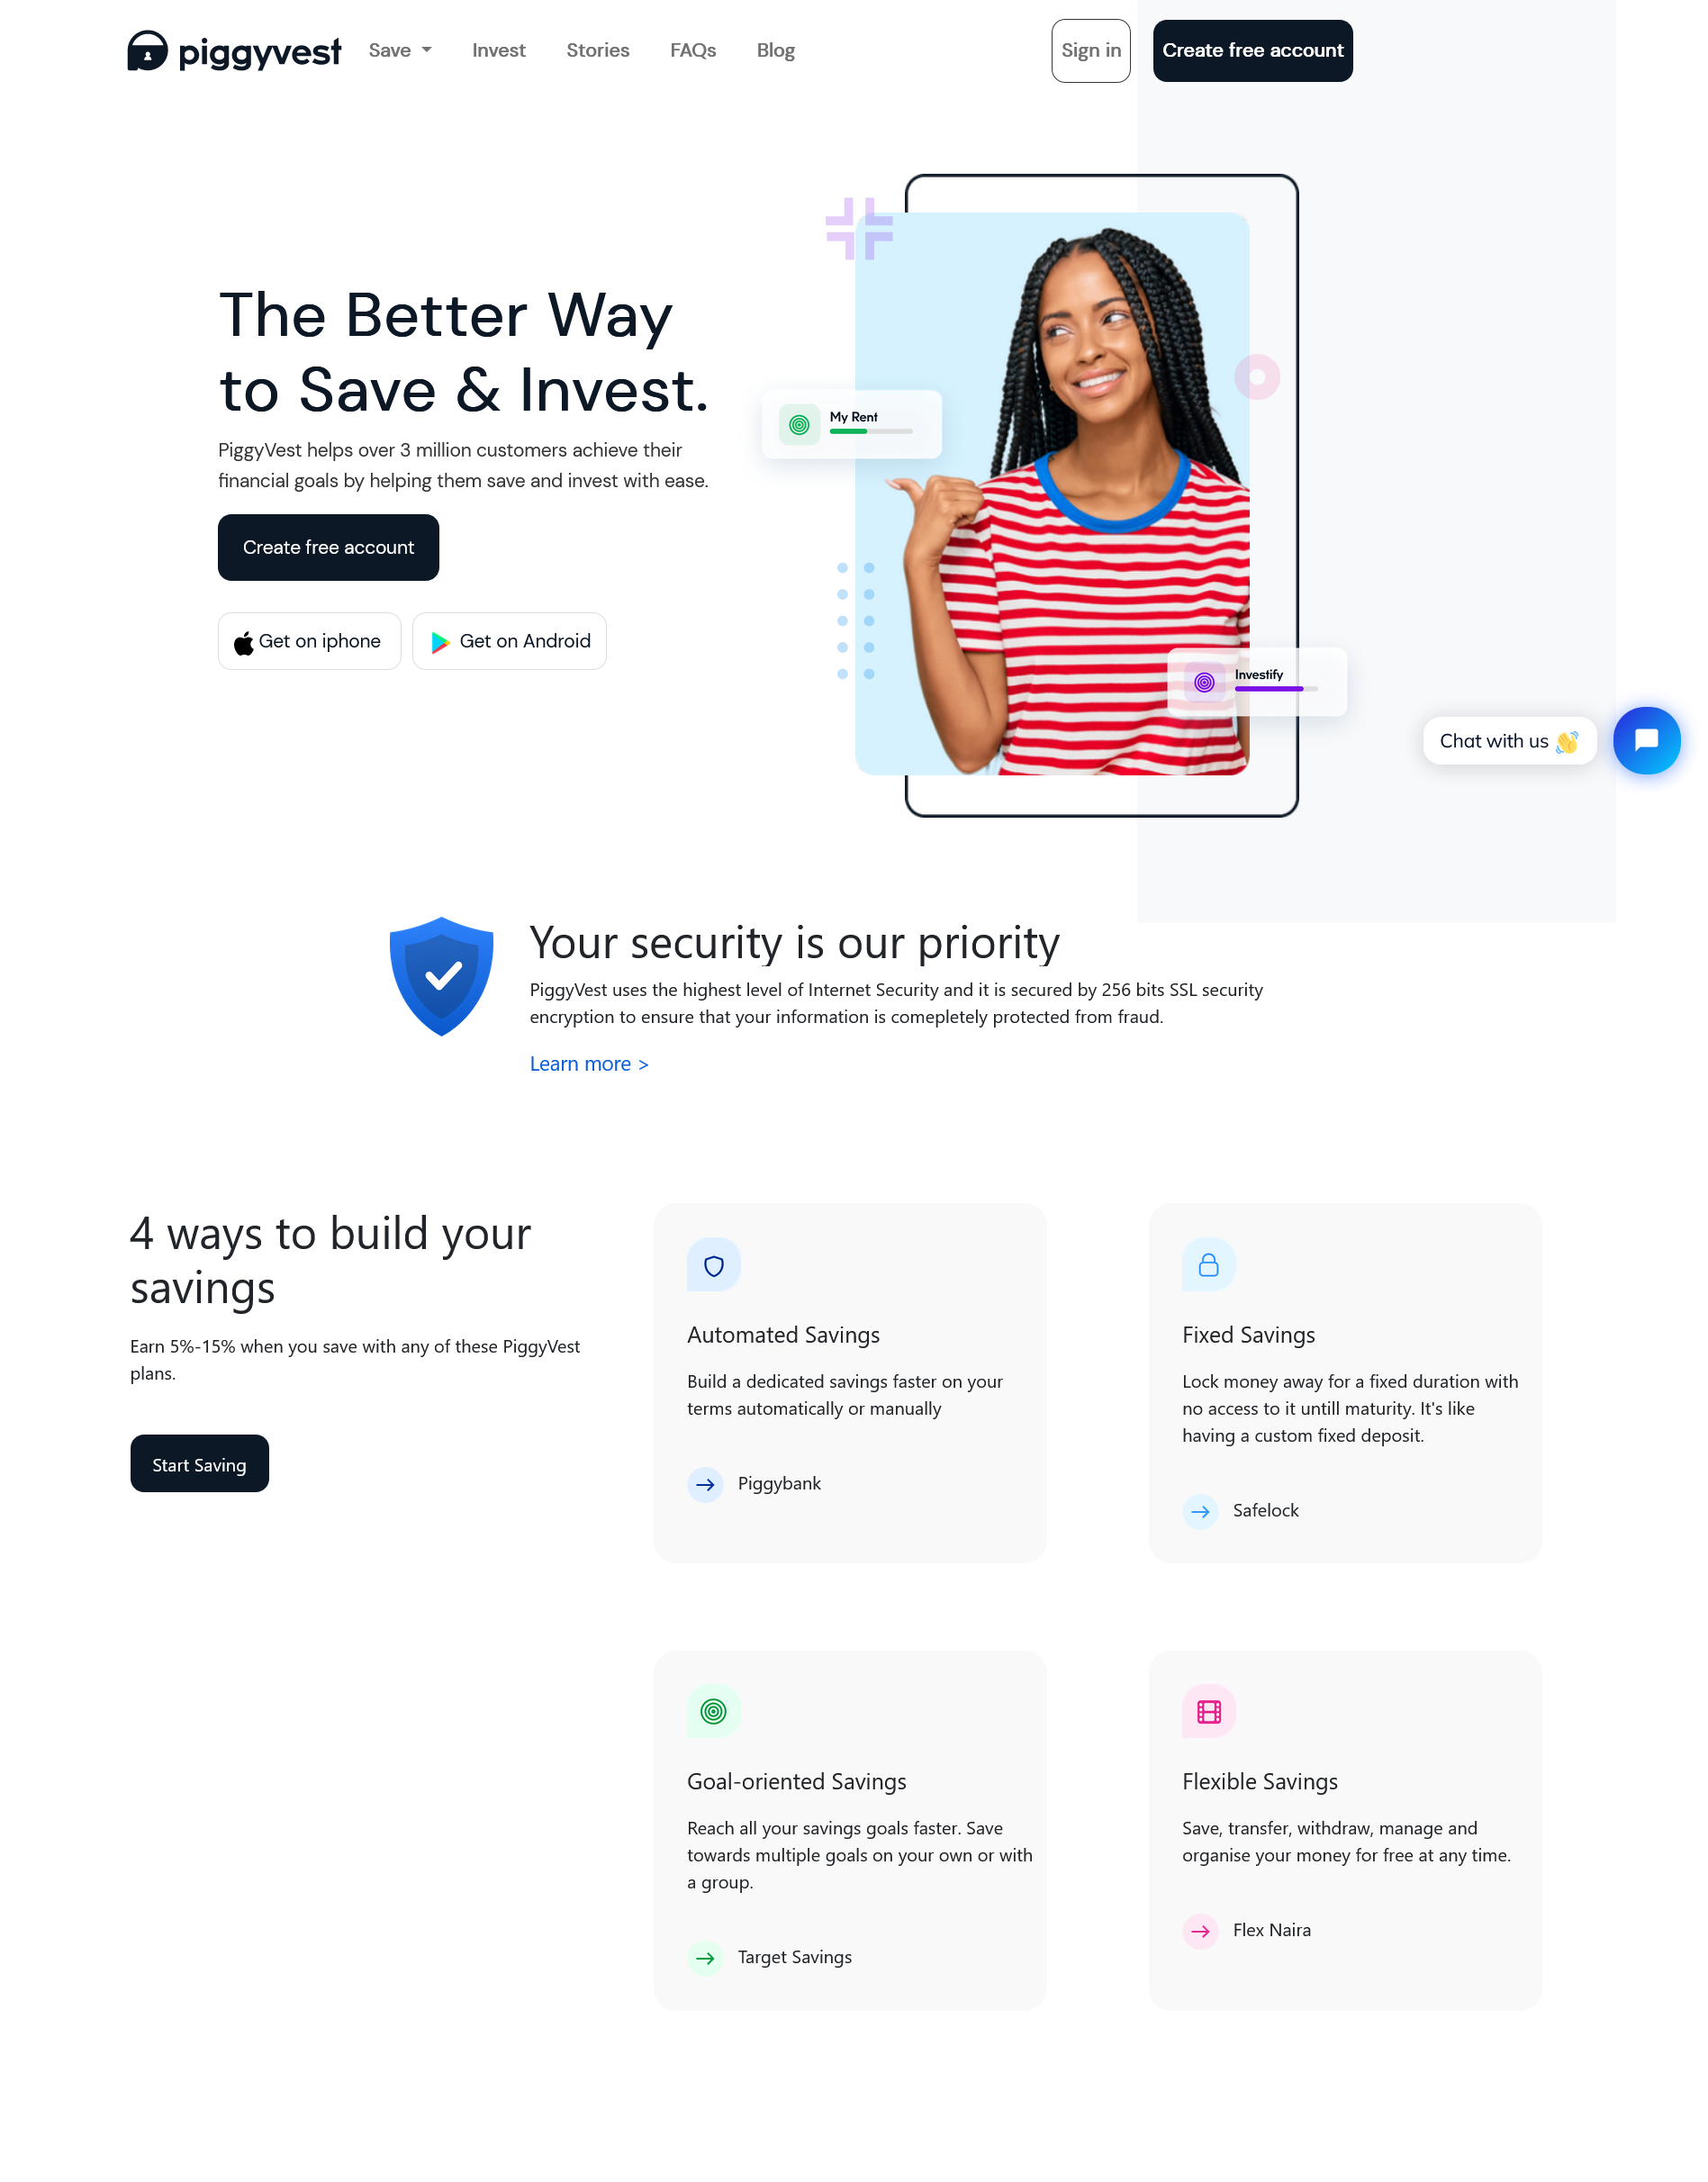 piggyvest
Save
Invest
Stories
FAQs
Blog
Sign in
Create free account
The Better Way
to Save & Invest.
PiggyVest helps over 3 million customers achieve their
financial goals by helping them save and invest with ease.
Create free account
Get on iphone
Get on Android
My Rent
Investify
Chat with us 👋
Your security is our priority
PiggyVest uses the highest level of Internet Security and it is secured by 256 bits SSL security
encryption to ensure that your information is comepletely protected from fraud.
Learn more >
4 ways to build your
savings
Earn 5%-15% when you save with any of these PiggyVest
plans.
Start Saving
Automated Savings
Build a dedicated savings faster on your
terms automatically or manually
Piggybank
Fixed Savings
Lock money away for a fixed duration with
no access to it untill maturity. It's like
having a custom fixed deposit.
Safelock
Goal-oriented Savings
Reach all your savings goals faster. Save
towards multiple goals on your own or with
a group.
Target Savings
Flexible Savings
Save, transfer, withdraw, manage and
organise your money for free at any time.
Flex Naira